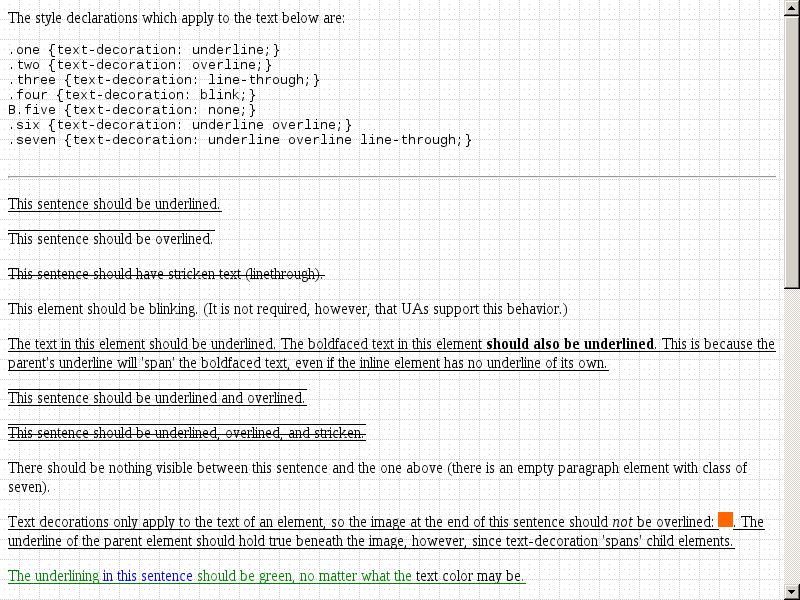 The style declarations which apply to the text below are:
.one {text-decoration: underline;}
.two {text-decoration: overline;}
.three {text-decoration: line-through;}
.four {text-decoration: blink;}
B.five {text-decoration: none;}
.six {text-decoration: underline overline;}
.seven {text-decoration: underline overline line-through;}
This sentence should be underlined.
This sentence should be overlined.
This sentence should have stricken text (linethrough).
This element should be blinking. (It is not required, however, that UAs support this behavior.)
The text in this element should be underlined. The boldfaced text in this element should also be underlined. This is because the
parent's underline will 'span' the boldfaced text, even if the inline element has no underline of its own.
This sentence should be underlined and overlined.
This sentence should be underlined, overlined, and stricken.
There should be nothing visible between this sentence and the one above (there is an empty paragraph element with class of
seven).
Text decorations only apply to the text of an element, so the image at the end of this sentence should not be overlined: . The
underline of the parent element should hold true beneath the image, however, since text-decoration 'spans' child elements.
The underlining in this sentence should be green, no matter what the text color may be.